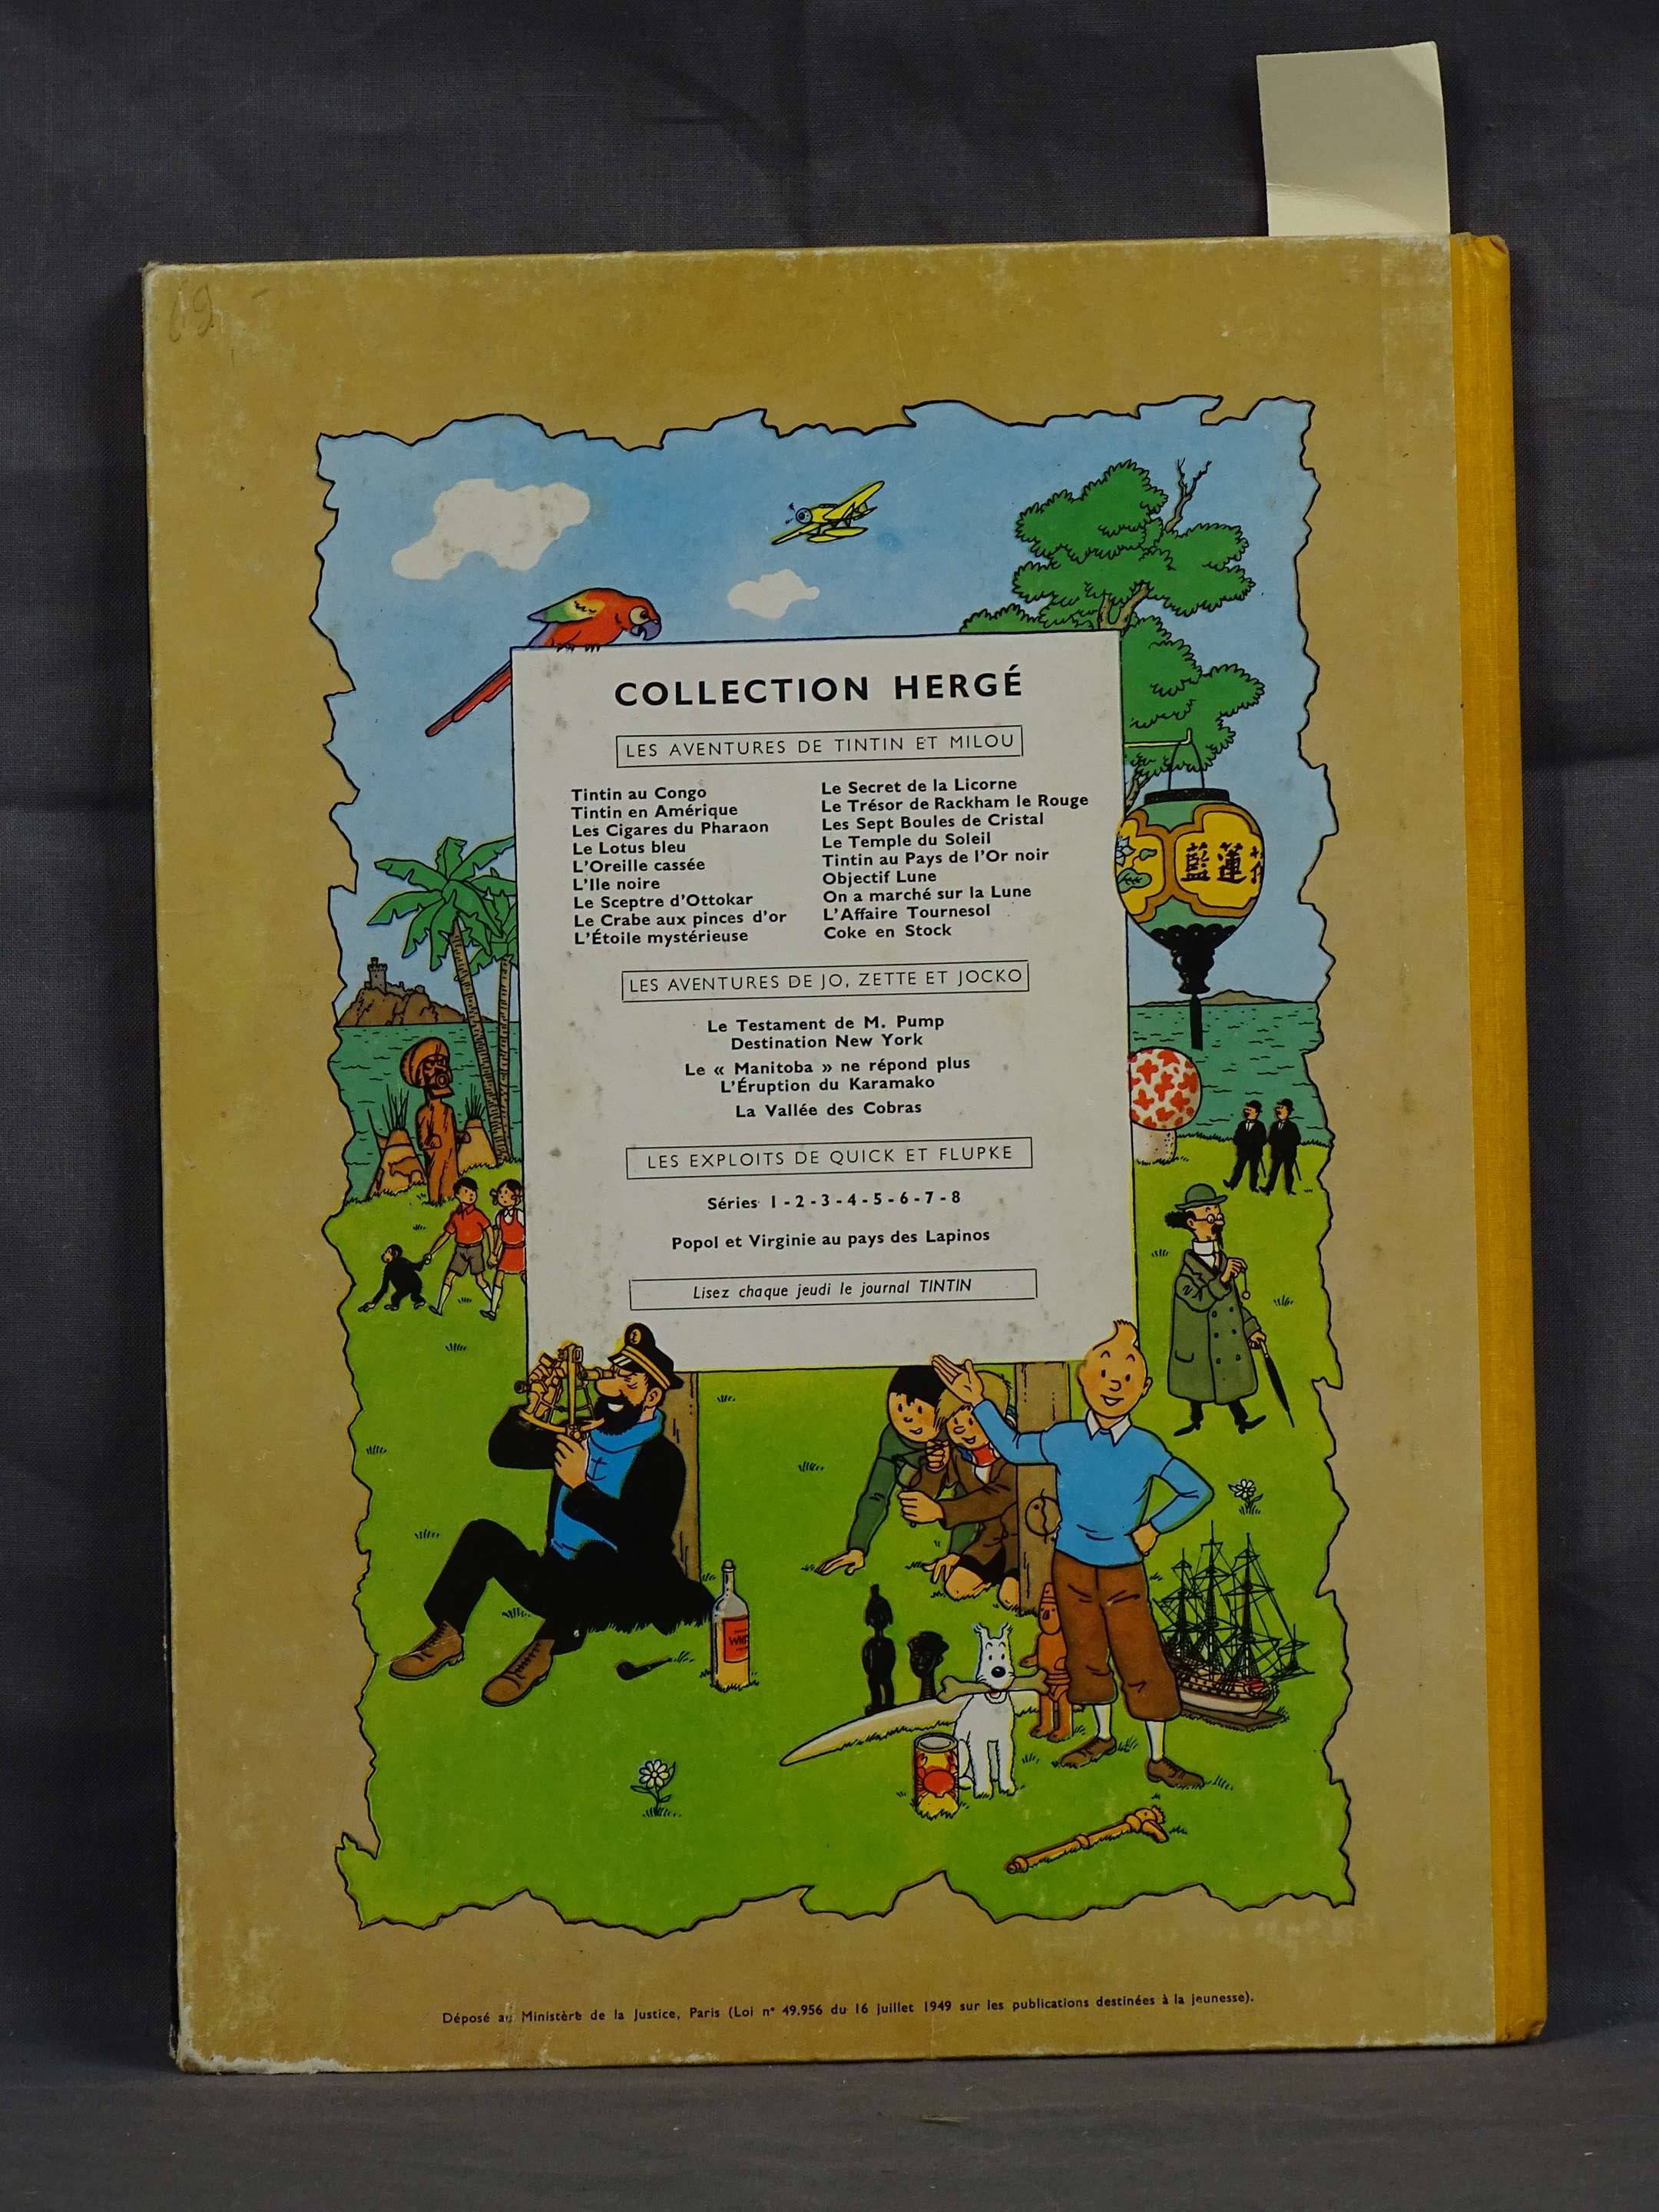 69
COLLECTION HERGÉ
LES AVENTURES DE TINTIN ET MILOU
Tintin au Congo
Tintin en Amérique
Les Cigares du Pharaon
Le Lotus bleu
L'Oreille cassée
L'Ile noire
Le Sceptre d'Ottokar
Le Crabe aux pinces d'or
L'Étoile mystérieuse
Le Secret de la Licorne
Le Trésor de Rackham le Rouge
Les Sept Boules de Cristal
Le Temple du Soleil
Tintin au Pays de l'Or noir
Objectif Lune
On a marché sur la Lune
L'Affaire Tournesol
Coke en Stock
LES AVENTURES DE JO, ZETTE ET JOCKO
Le Testament de M. Pump
Destination New York
Le « Manitoba » ne répond plus
L'Éruption du Karamako
La Vallée des Cobras
LES EXPLOITS DE QUICK ET FLUPKE
Séries 1 - 2 - 3 - 4 - 5 - 6 - 7 - 8
Popol et Virginie au pays des Lapinos
Lisez chaque jeudi le journal TINTIN
藍蓮
Déposé au Ministère de la Justice, Paris (Loi n° 49.956 du 16 juillet 1949 sur les publications destinées à la jeunesse).